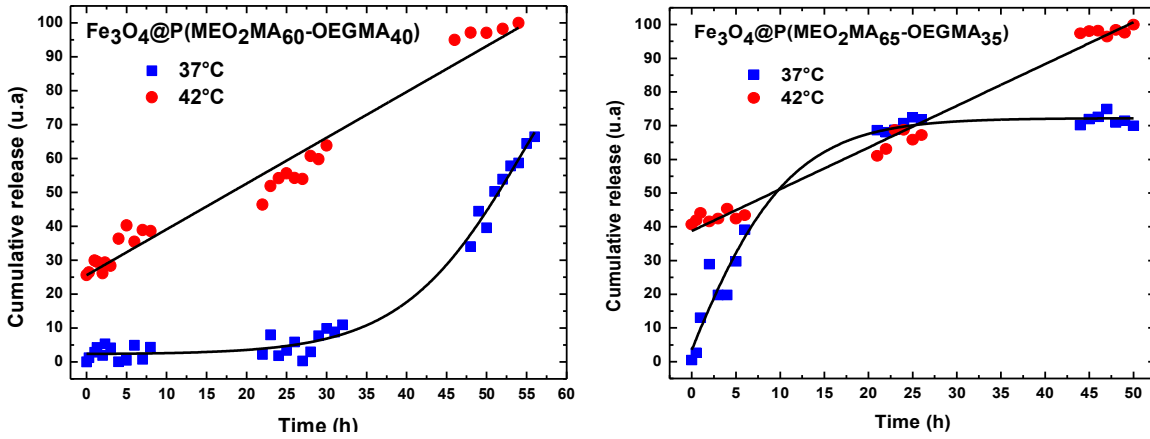 Fe3O4@P(MEO2MA60-OEGMA40)
37°C
42°C
Cumulative release (u.a)
100
90
80
70
60
50
40
30
20
10
0
0 5 10 15 20 25 30 35 40 45 50 55 60
Time (h)
Fe3O4@P(MEO2MA65-OEGMA35)
37°C
42°C
Cumulative release (u.a)
100
90
80
70
60
50
40
30
20
10
0
0 5 10 15 20 25 30 35 40 45 50
Time (h)